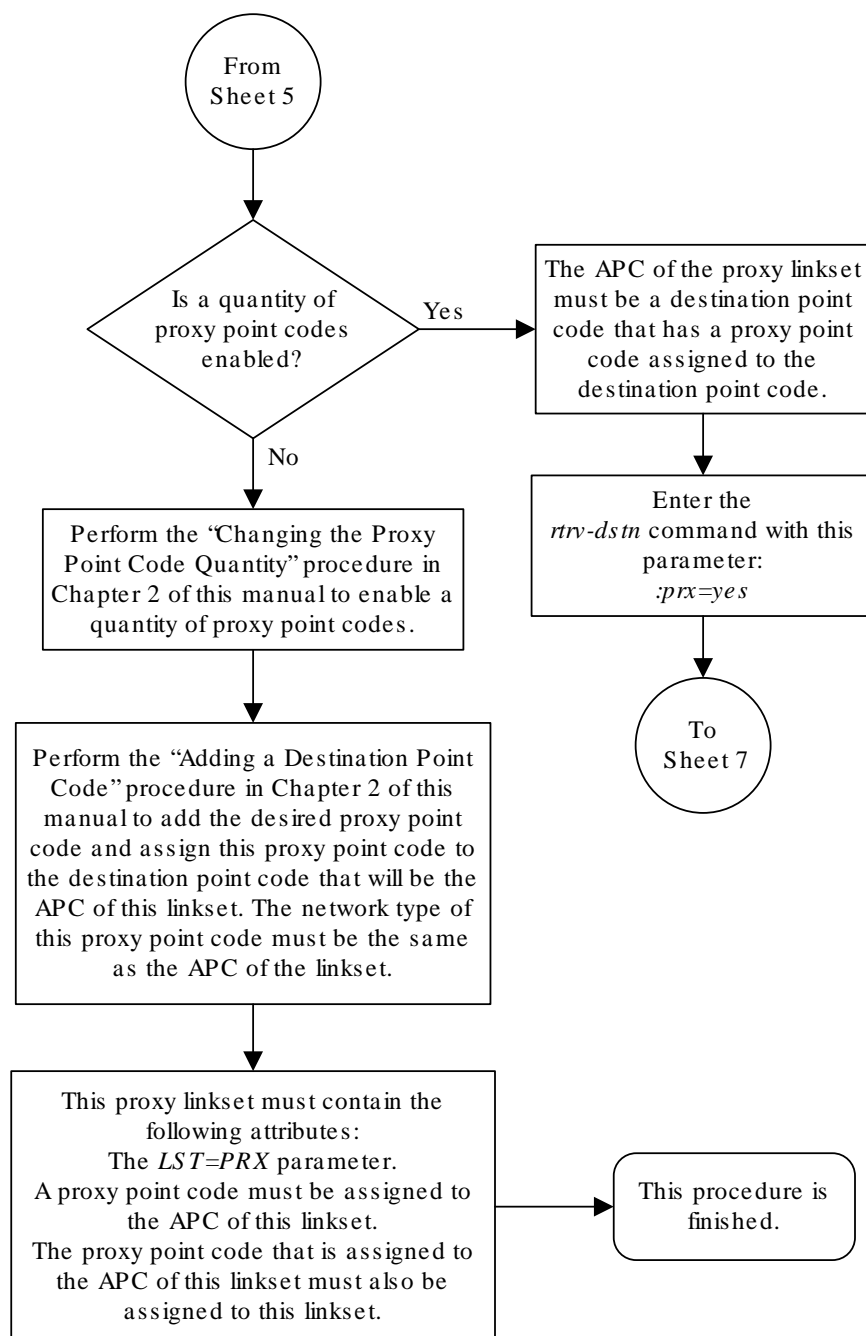 From
Sheet 5
Is a quantity of
proxy point codes
enabled?
Yes
The APC of the proxy linkset
must be a destination point
code that has a proxy point
code assigned to the
destination point code.
No
Enter the
rtrv-dstn command with this
parameter:
:prx=yes
To
Sheet 7
Perform the “Changing the Proxy
Point Code Quantity” procedure in
Chapter 2 of this manual to enable a
quantity of proxy point codes.
Perform the “Adding a Destination Point
Code” procedure in Chapter 2 of this
manual to add the desired proxy point
code and assign this proxy point code to
the destination point code that will be the
APC of this linkset. The network type of
this proxy point code must be the same
as the APC of the linkset.
This proxy linkset must contain the
following attributes:
The LST=PRX parameter.
A proxy point code must be assigned to
the APC of this linkset.
The proxy point code that is assigned to
the APC of this linkset must also be
assigned to this linkset.
This procedure is
finished.